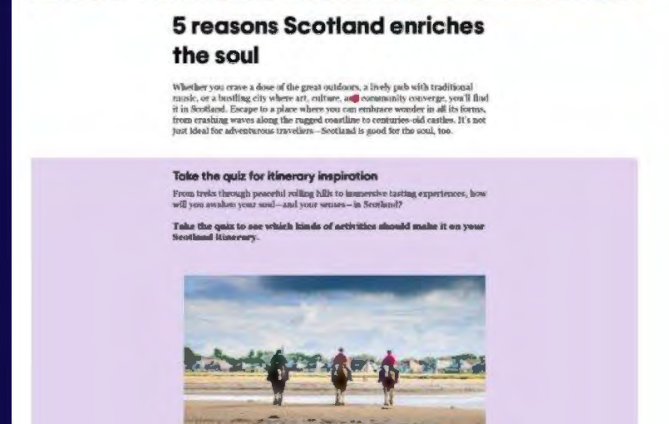 5 reasons Scotland enriches
the soul
Whether you crave a dose of the great outdoors, a lively pub with traditional
music, or a bustling city where art, culture, and community converge, you'll find
it in Scotland. Escape to a place where you can embrace wonder in all its forms,
from crashing waves along the rugged coastline to centuries-old castles. It's not
just ideal for adventurous travellers—Scotland is good for the soul, too.
Take the quiz for itinerary inspiration
From treks through peaceful rolling hills to immersive tasting experiences, how
will you awaken your soul—and your senses—in Scotland?
Take the quiz to see which kinds of activities should make it on your
Scotland itinerary.